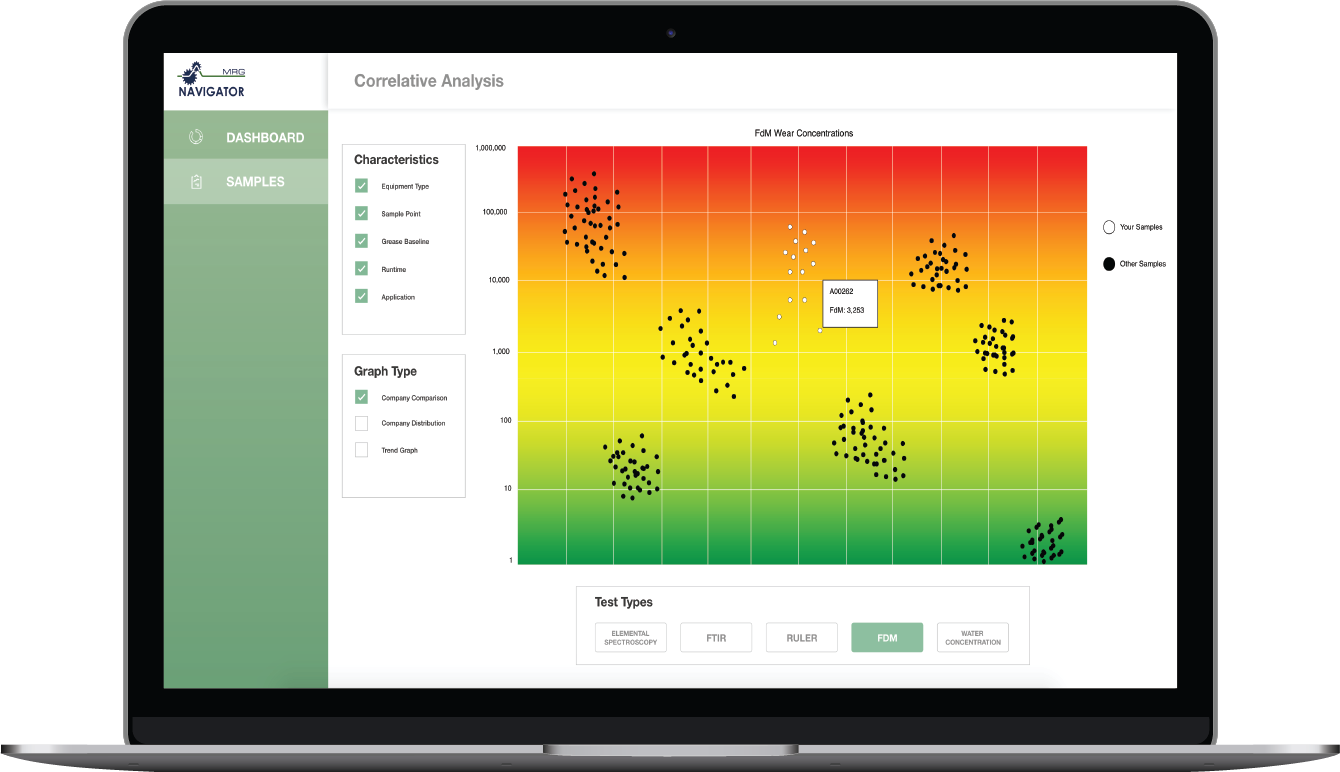 MRG
NAVIGATOR
Correlative Analysis
DASHBOARD
SAMPLES
Characteristics
Equipment Type
Sample Point
Grease Baseline
Runtime
Application
Graph Type
Company Comparison
Company Distribution
Trend Graph
FdM Wear Concentrations
1,000,000
100,000
10,000
1,000
100
10
1
A00262
FdM: 3,253
Your Samples
Other Samples
Test Types
ELEMENTAL
SPECTROSCOPY
FTIR
RULER
FDM
WATER
CONCENTRATION